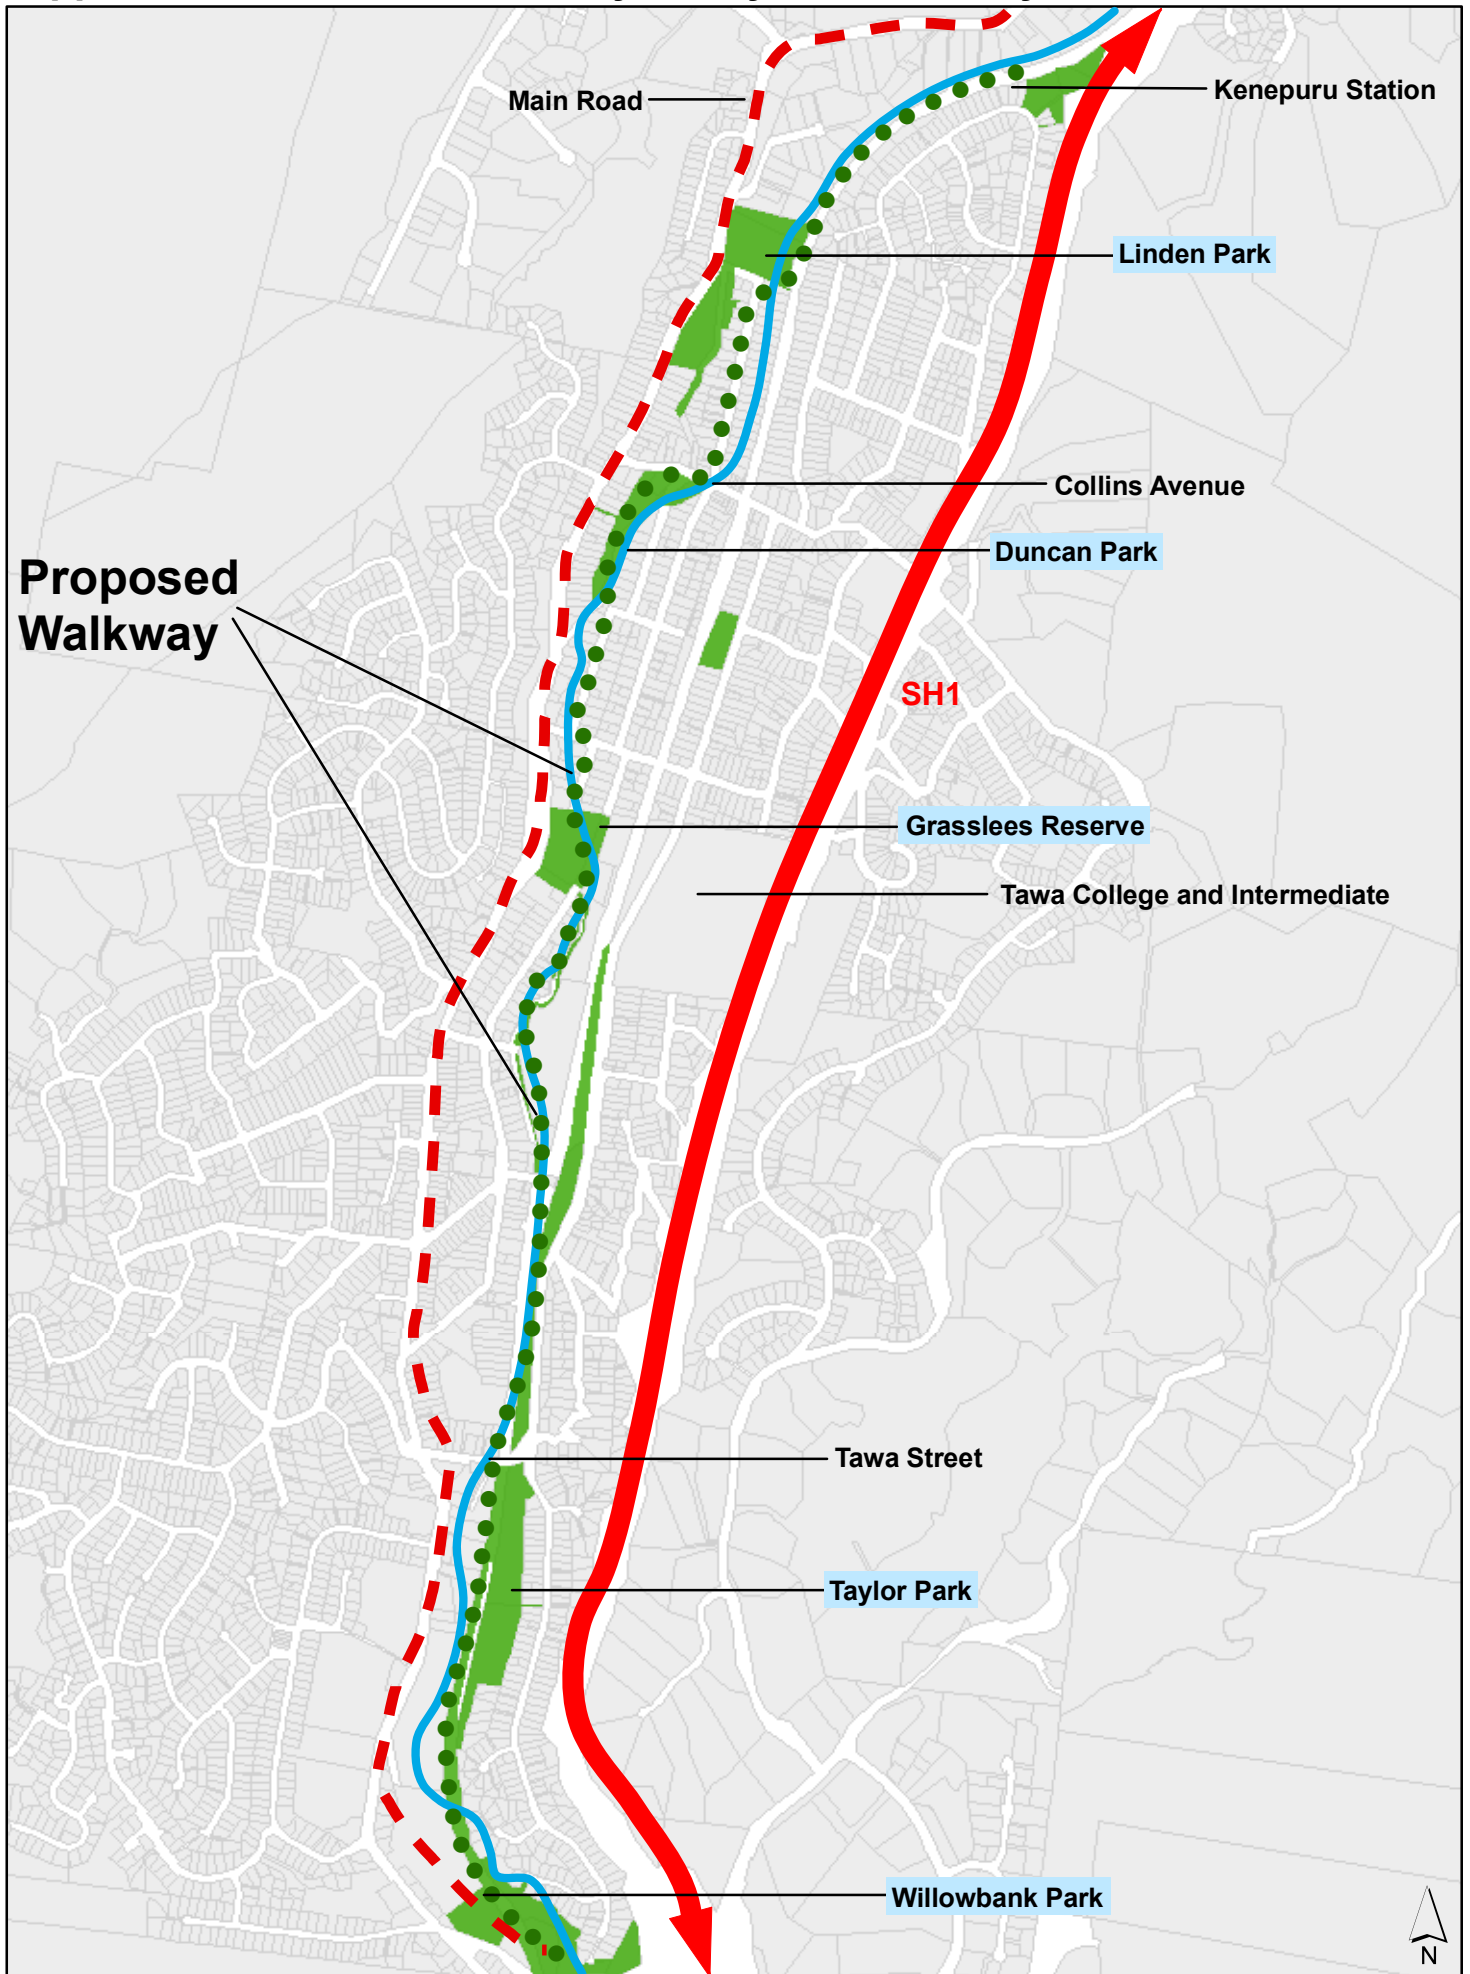 Main Road
Kenepuru Station
Linden Park
Collins Avenue
Duncan Park
Proposed
Walkway
SH1
Grasslees Reserve
Tawa College and Intermediate
Tawa Street
Taylor Park
Willowbank Park
N